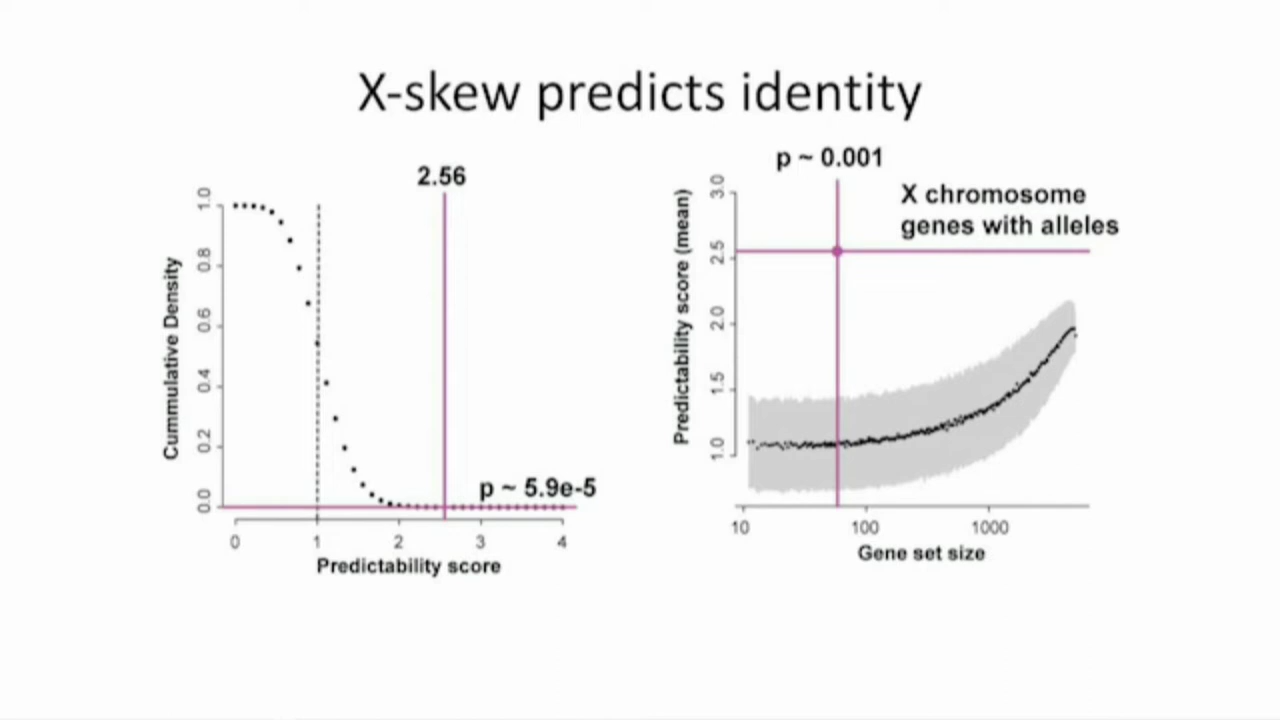 X-skew predicts identity
2.56
1.0
0.8
0.6
0.4
0.2
0.0
Cummulative Density
p ~ 5.9e-5
0 1 2 3 4
Predictability score
p ~ 0.001
X chromosome
genes with alleles
3.0
2.5
2.0
1.5
1.0
Predictability score (mean)
10 100 1000
Gene set size